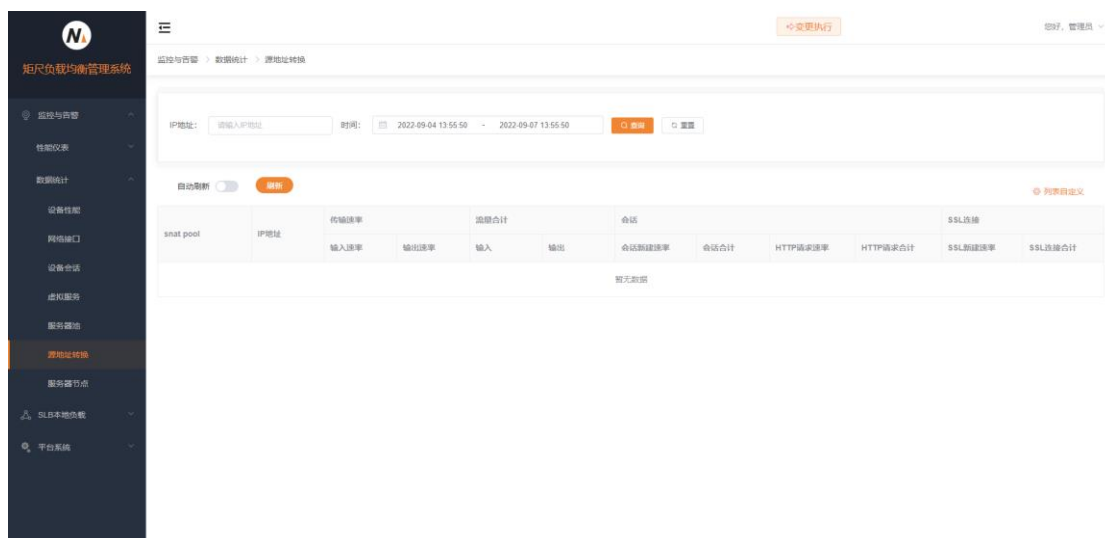 变更执行
您好，管理员
矩尺负载均衡管理系统
监控与告警 > 数据统计 > 源地址转换
监控与告警
性能仪表
数据统计
设备性能
网络接口
设备会话
虚拟服务
服务器池
源地址转换
服务器节点
SLB本地负载
平台系统
IP地址: 请输入IP地址 时间: 2022-09-04 13:55:50 - 2022-09-07 13:55:50 查询 重置
自动刷新 刷新
列表自定义
snat pool IP地址 传输速率 流量合计 会话 SSL连接
输入速率 输出速率 输入 输出 会话新建速率 会话合计 HTTP请求速率 HTTP请求合计 SSL新建速率 SSL连接合计
暂无数据